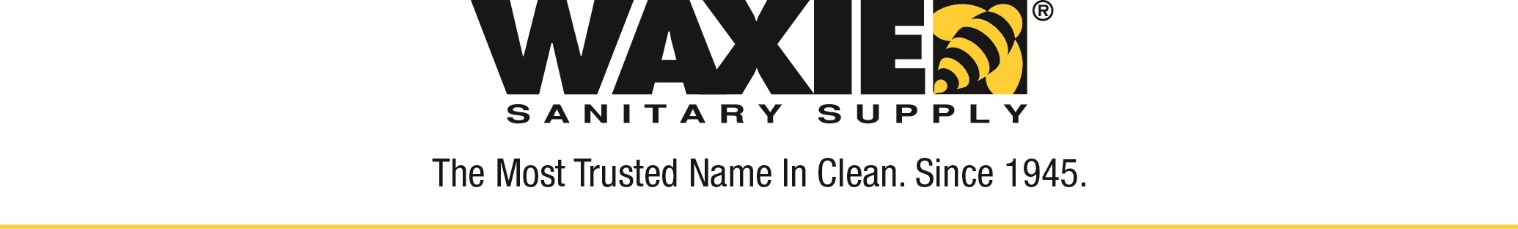 WAXIE®
SANITARY SUPPLY
The Most Trusted Name In Clean. Since 1945.